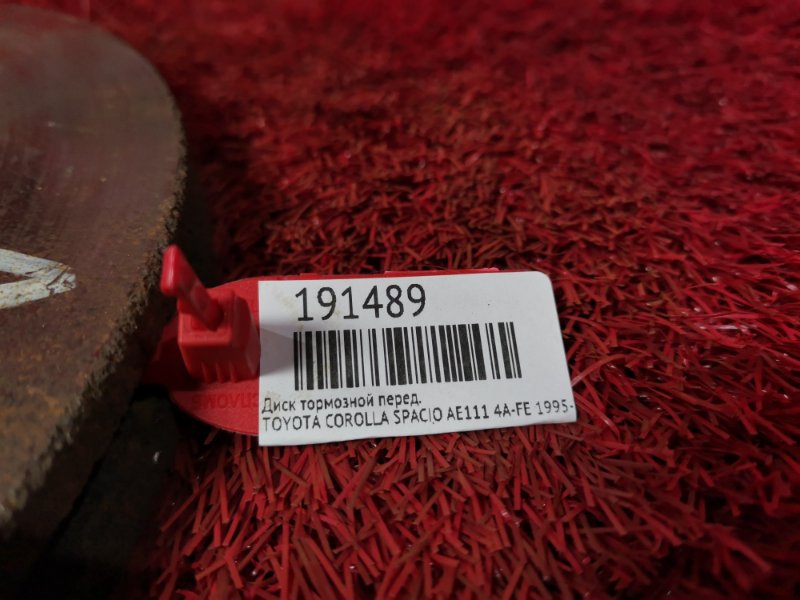 191489
Диск тормозной перед.
TOYOTA COROLLA SPACIO AE111 4A-FE 1995-